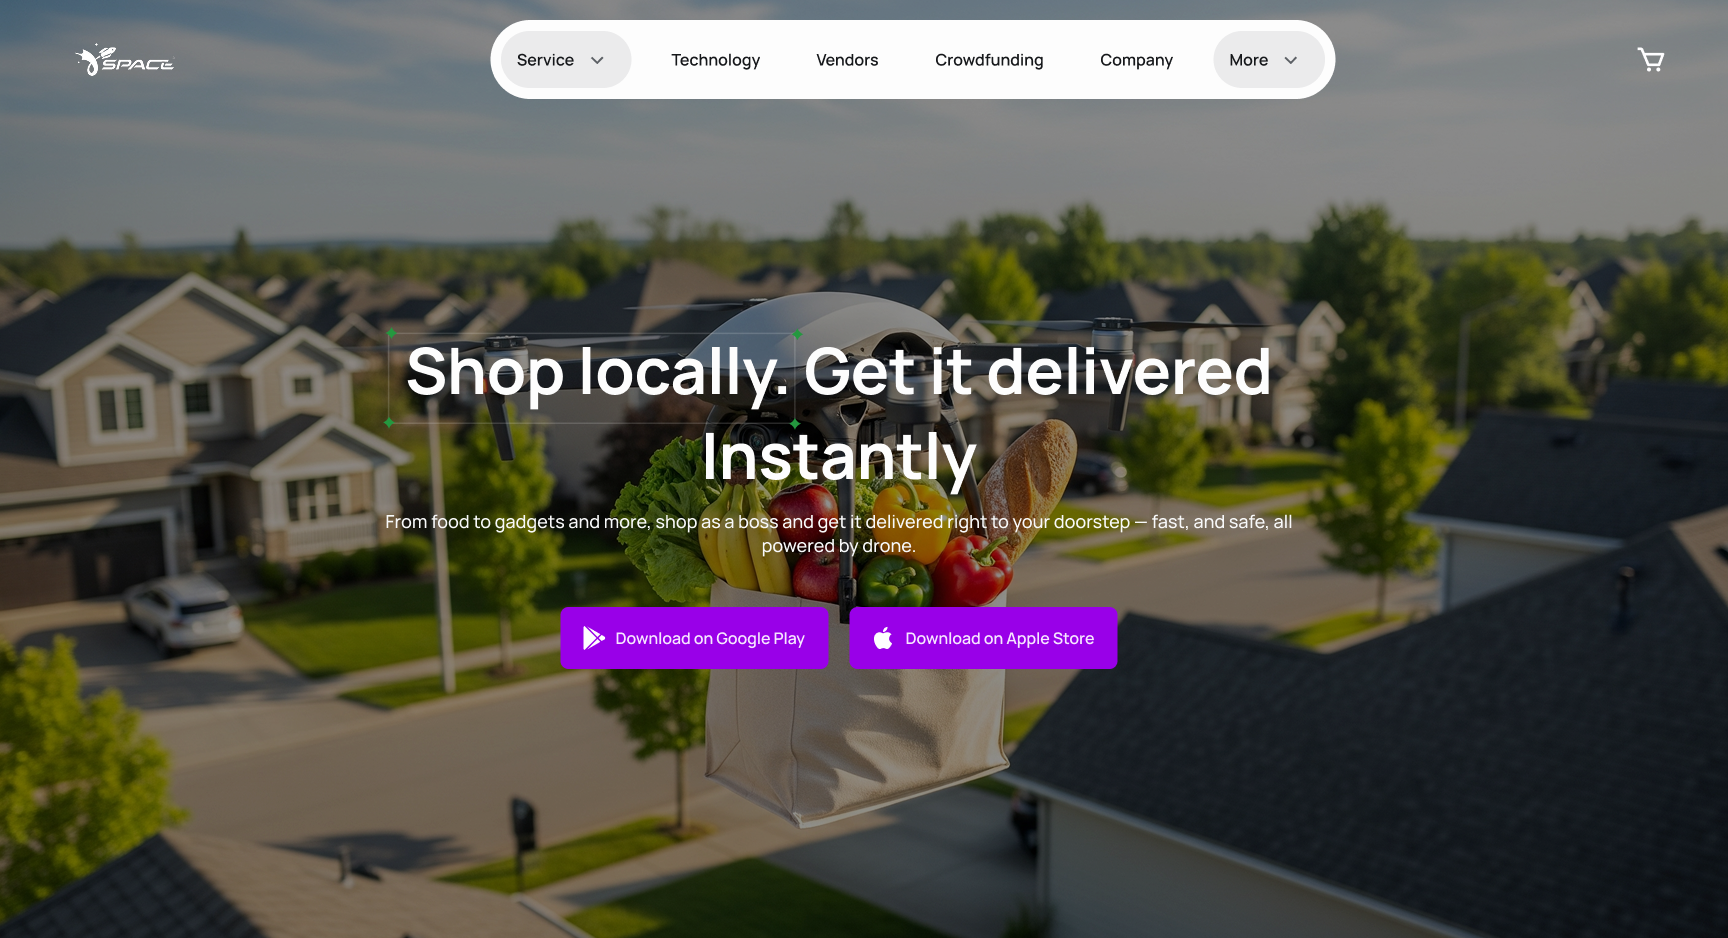 SPACE
Service
Technology
Vendors
Crowdfunding
Company
More
Shop locally. Get it delivered
Instantly
From food to gadgets and more, shop as a boss and get it delivered right to your doorstep — fast, and safe, all
powered by drone.
Download on Google Play
Download on Apple Store